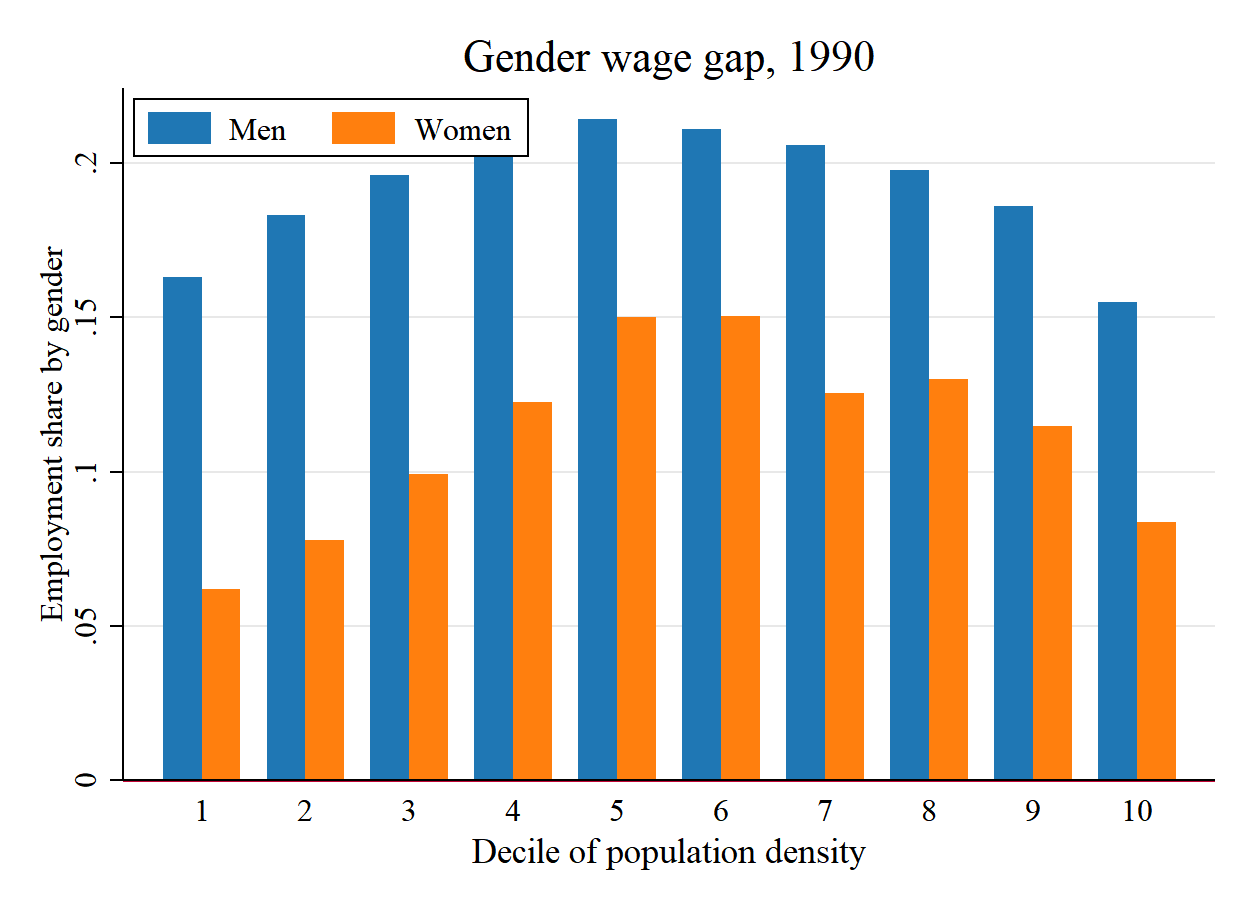 Gender wage gap, 1990
Men Women
Employment share by gender
.2
.15
.1
.05
0
1 2 3 4 5 6 7 8 9 10
Decile of population density